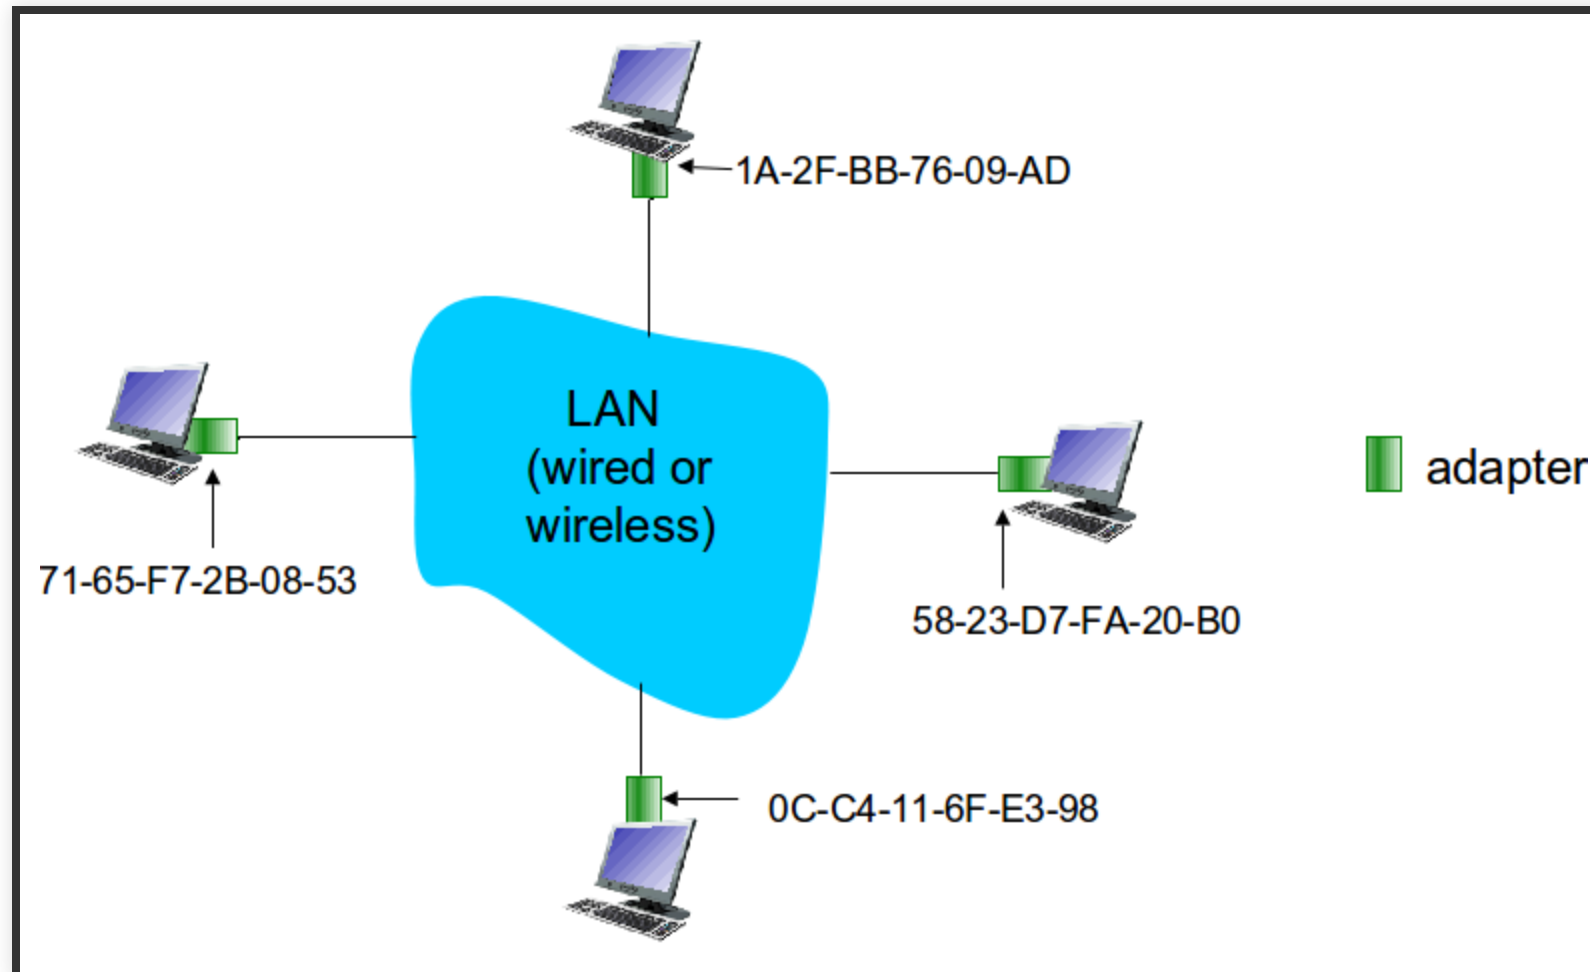 1A-2F-BB-76-09-AD
LAN
(wired or
wireless)
adapter
71-65-F7-2B-08-53
58-23-D7-FA-20-B0
0C-C4-11-6F-E3-98